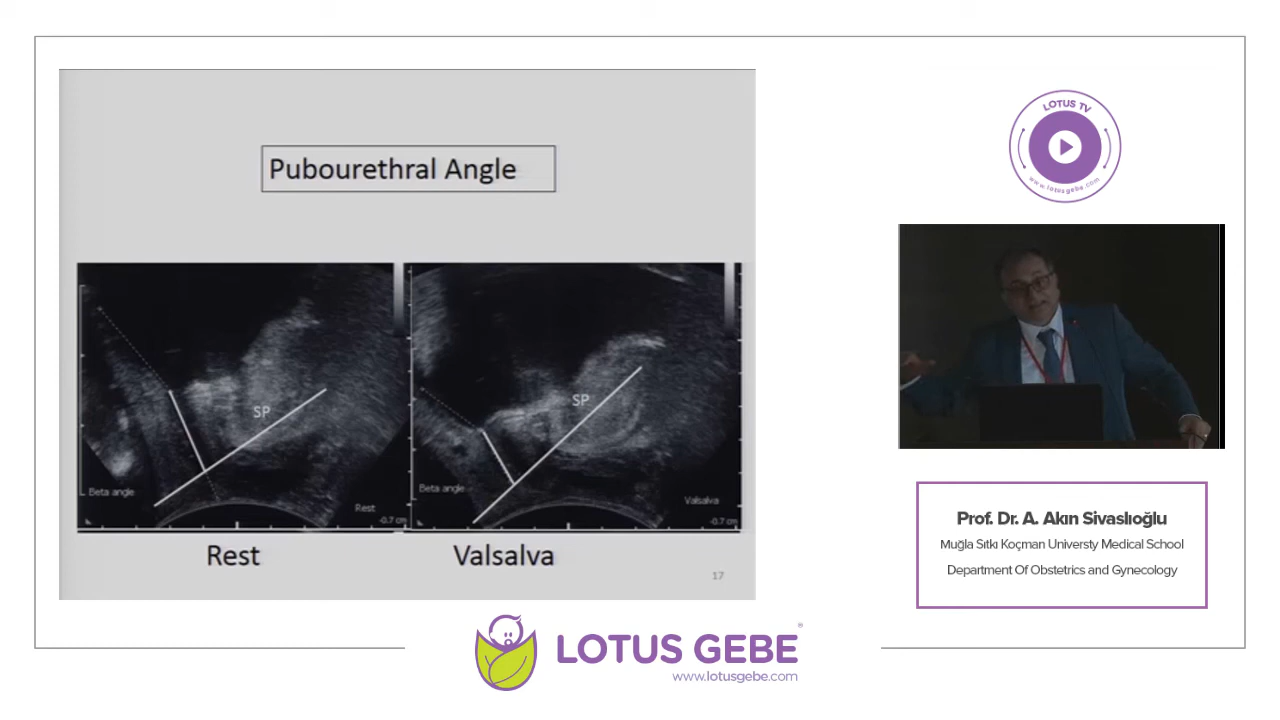 Pubourethral Angle
SP
Beta angle
Rest
-0.7 cm
SP
Beta angle
Valsalva
-0.7 cm
Rest
Valsalva
17
LOTUS TV
www.lotusgebe.com
Prof. Dr. A. Akın Sivaslıoğlu
Muğla Sıtkı Koçman Universty Medical School
Department Of Obstetrics and Gynecology
LOTUS GEBE
®
www.lotusgebe.com